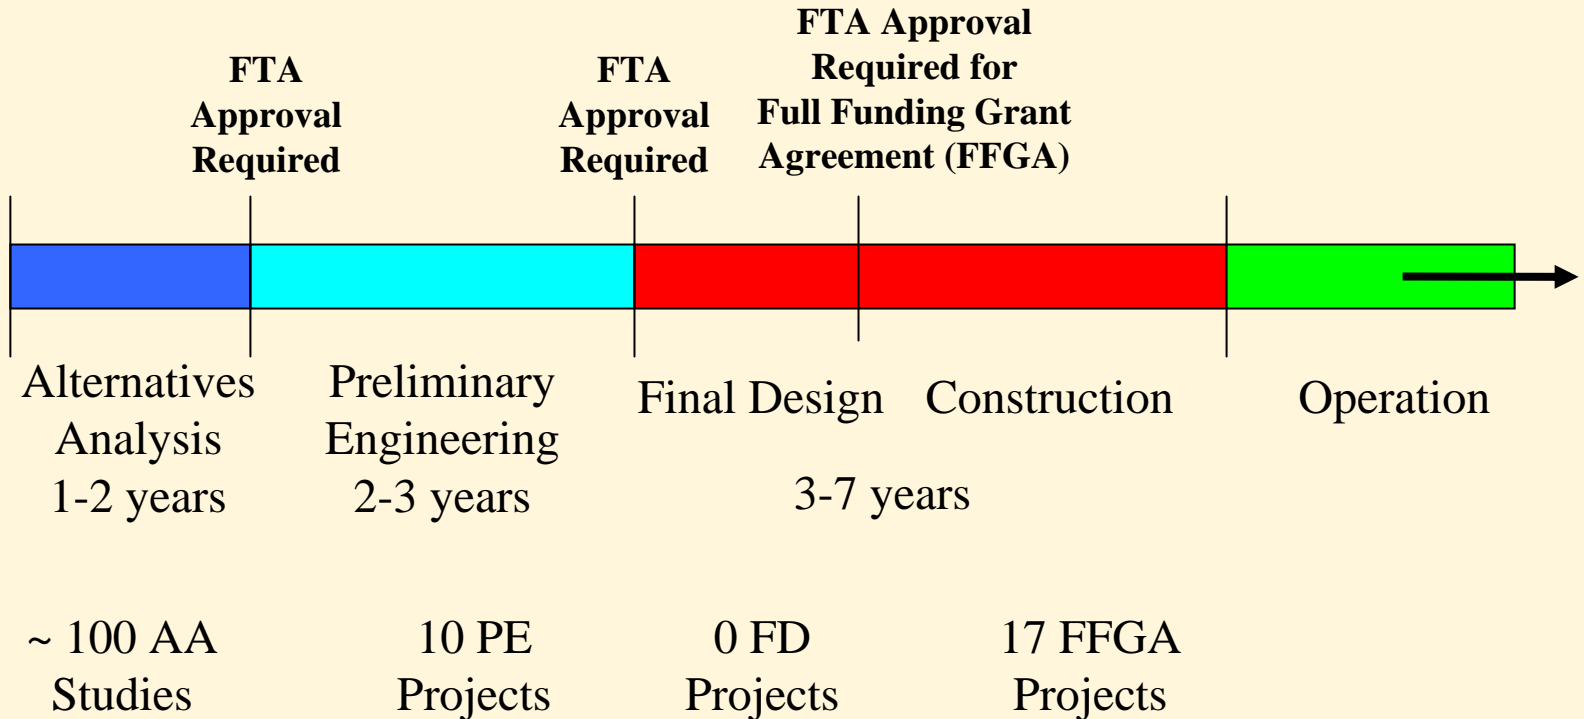 FTA
Approval
Required
FTA
Approval
Required
FTA Approval
Required for
Full Funding Grant
Agreement (FFGA)
Alternatives
Analysis
1-2 years
Preliminary
Engineering
2-3 years
Final Design
Construction
3-7 years
Operation
~ 100 AA
Studies
10 PE
Projects
0 FD
Projects
17 FFGA
Projects